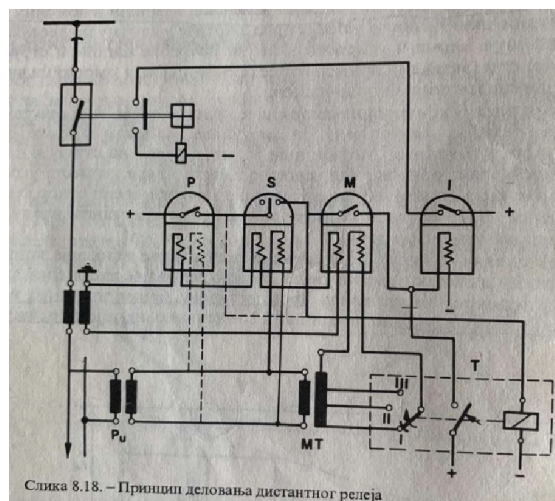 P S M I
+ +
–
–
III
II
T
Pu
MT
+ –
Слика 8.18. – Принцип деловања дистантног релеја